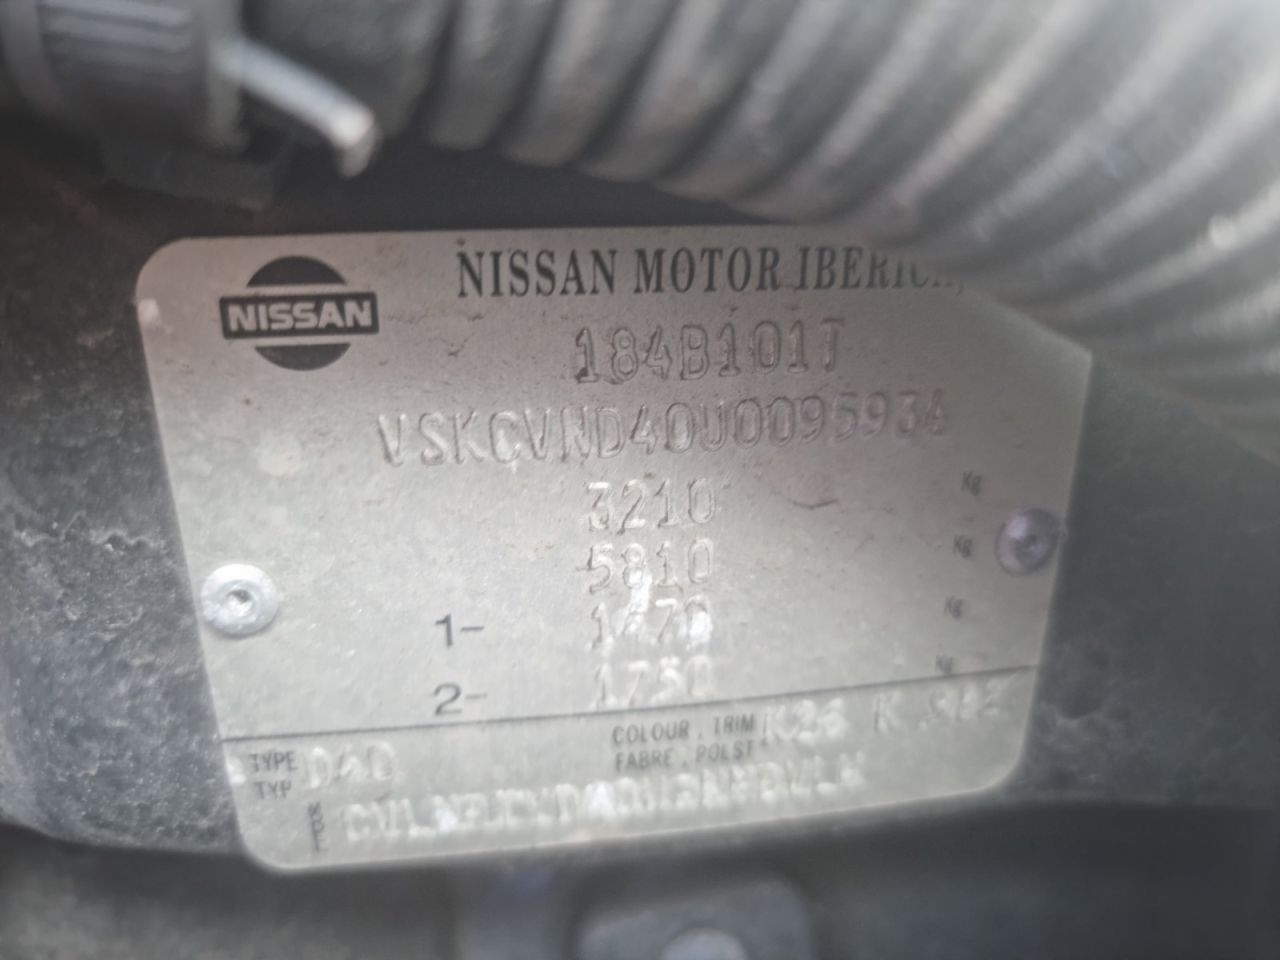 NISSAN MOTOR IBERICA,
NISSAN
184B101T
VSKCVND40U0095934
3210 Kg
5810 Kg
1- 1470 Kg
2- 1750 Kg
TYPE D40 COLOUR . TRIM K26 K
TYP FABRE . POLST